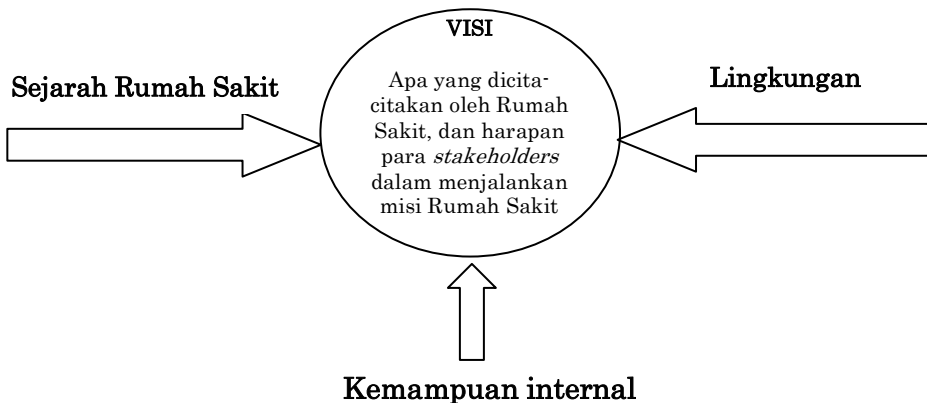 VISI
Sejarah Rumah Sakit
Apa yang dicita-
citakan oleh Rumah
Sakit, dan harapan
para stakeholders
dalam menjalankan
misi Rumah Sakit
Lingkungan
Kemampuan internal